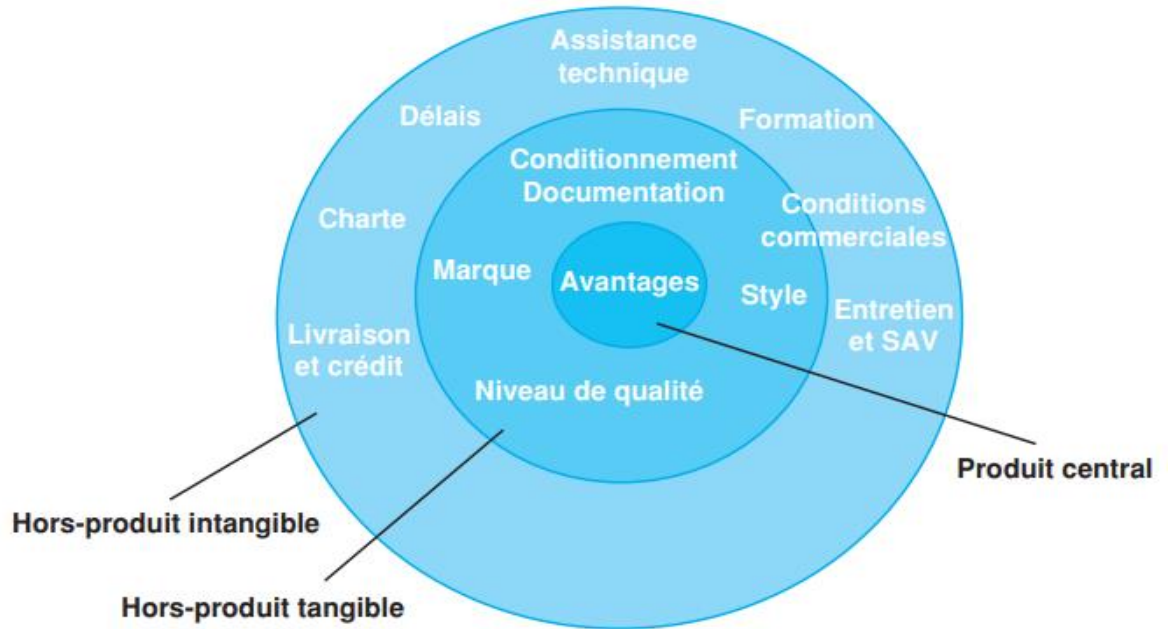 Assistance
technique
Délais
Formation
Conditionnement
Documentation
Charte
Conditions
commerciales
Marque
Avantages
Style
Livraison
et crédit
Entretien
et SAV
Niveau de qualité
Produit central
Hors-produit intangible
Hors-produit tangible